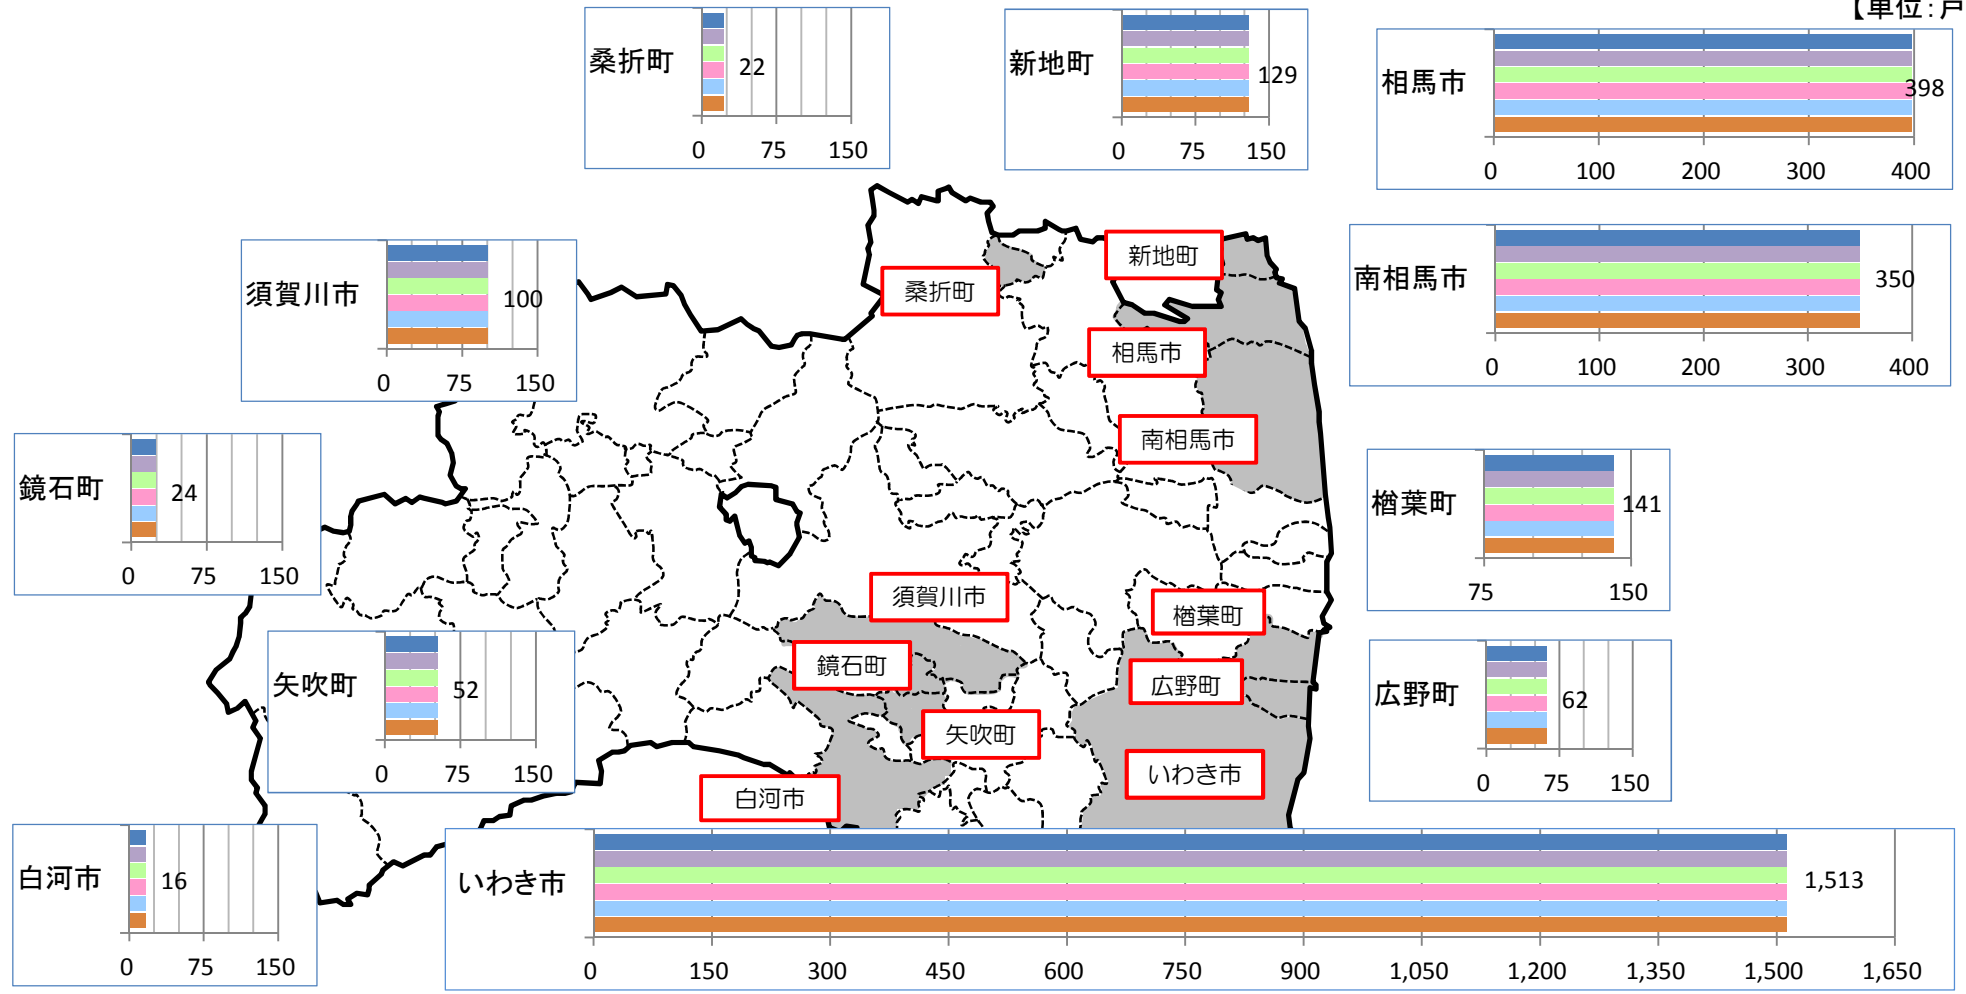 【単位:戸
桑折町
22
0 75 150
新地町
129
0 75 150
相馬市
398
0 100 200 300 400
須賀川市
100
0 75 150
南相馬市
350
0 100 200 300 400
鏡石町
24
0 75 150
楢葉町
141
75 150
矢吹町
52
0 75 150
広野町
62
0 75 150
白河市
16
0 75 150
いわき市
1,513
0 150 300 450 600 750 900 1,050 1,200 1,350 1,500 1,650
新地町
桑折町
相馬市
南相馬市
須賀川市
楢葉町
鏡石町
広野町
矢吹町
いわき市
白河市